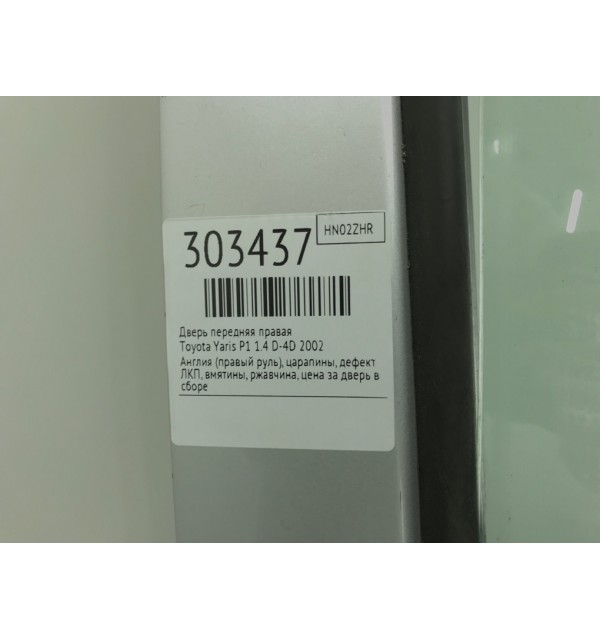 303437
HN02ZHR
Дверь передняя правая
Toyota Yaris P1 1.4 D-4D 2002
Англия (правый руль), царапины, дефект
ЛКП, вмятины, ржавчина, цена за дверь в
сборе